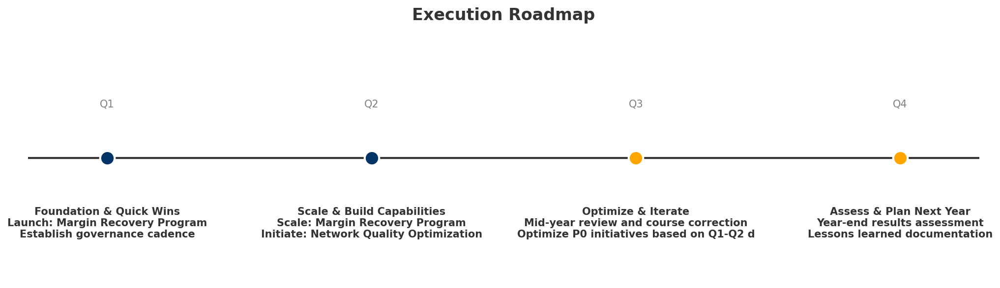 Execution Roadmap
Q1
Q2
Q3
Q4
Foundation & Quick Wins
Launch: Margin Recovery Program
Establish governance cadence
Scale & Build Capabilities
Scale: Margin Recovery Program
Initiate: Network Quality Optimization
Optimize & Iterate
Mid-year review and course correction
Optimize P0 initiatives based on Q1-Q2 d
Assess & Plan Next Year
Year-end results assessment
Lessons learned documentation